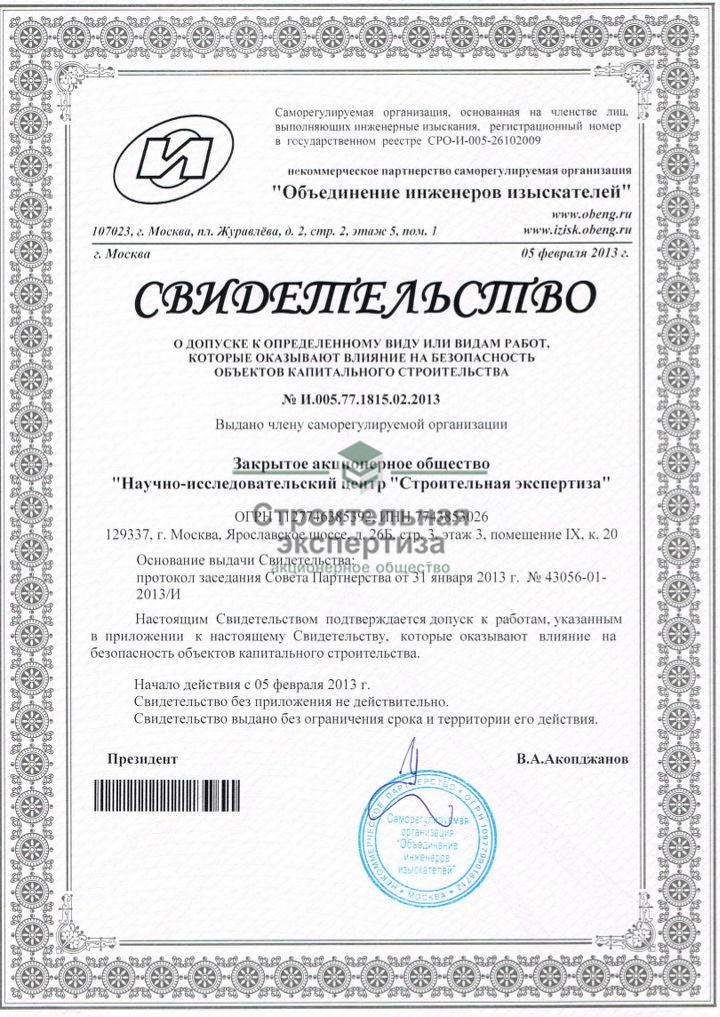 Саморегулируемая организация, основанная на членстве лиц,
выполняющих инженерные изыскания, регистрационный номер
в государственном реестре СРО-И-005-26102009
некоммерческое партнерство саморегулируемая организация
"Объединение инженеров изыскателей"
www.obeng.ru
107023, г. Москва, пл. Журавлёва, д. 2, стр. 2, этаж 5, пом. 1 www.izisk.obeng.ru
г. Москва 05 февраля 2013 г.
СВИДЕТЕЛЬСТВО
О ДОПУСКЕ К ОПРЕДЕЛЕННОМУ ВИДУ ИЛИ ВИДАМ РАБОТ,
КОТОРЫЕ ОКАЗЫВАЮТ ВЛИЯНИЕ НА БЕЗОПАСНОСТЬ
ОБЪЕКТОВ КАПИТАЛЬНОГО СТРОИТЕЛЬСТВА
№ И.005.77.1815.02.2013
Выдано члену саморегулируемой организации
Закрытое акционерное общество
"Научно-исследовательский центр "Строительная экспертиза"
ОГРН 1127746385392, ИНН 7743853026
129337, г. Москва, Ярославское шоссе, д. 26Б, стр. 3, этаж 3, помещение IX, к. 20
Строительная
экспертиза
акционерное общество
Основание выдачи Свидетельства:
протокол заседания Совета Партнерства от 31 января 2013 г. № 43056-01-
2013/И
Настоящим Свидетельством подтверждается допуск к работам, указанным
в приложении к настоящему Свидетельству, которые оказывают влияние на
безопасность объектов капитального строительства.
Начало действия с 05 февраля 2013 г.
Свидетельство без приложения не действительно.
Свидетельство выдано без ограничения срока и территории его действия.
Президент В.А.Акопджанов
НЕКОММЕРЧЕСКОЕ ПАРТНЕРСТВО • ОГРН 1097799018712 • МОСКВА
Саморегулируемая
организация
"Объединение
инженеров
изыскателей"